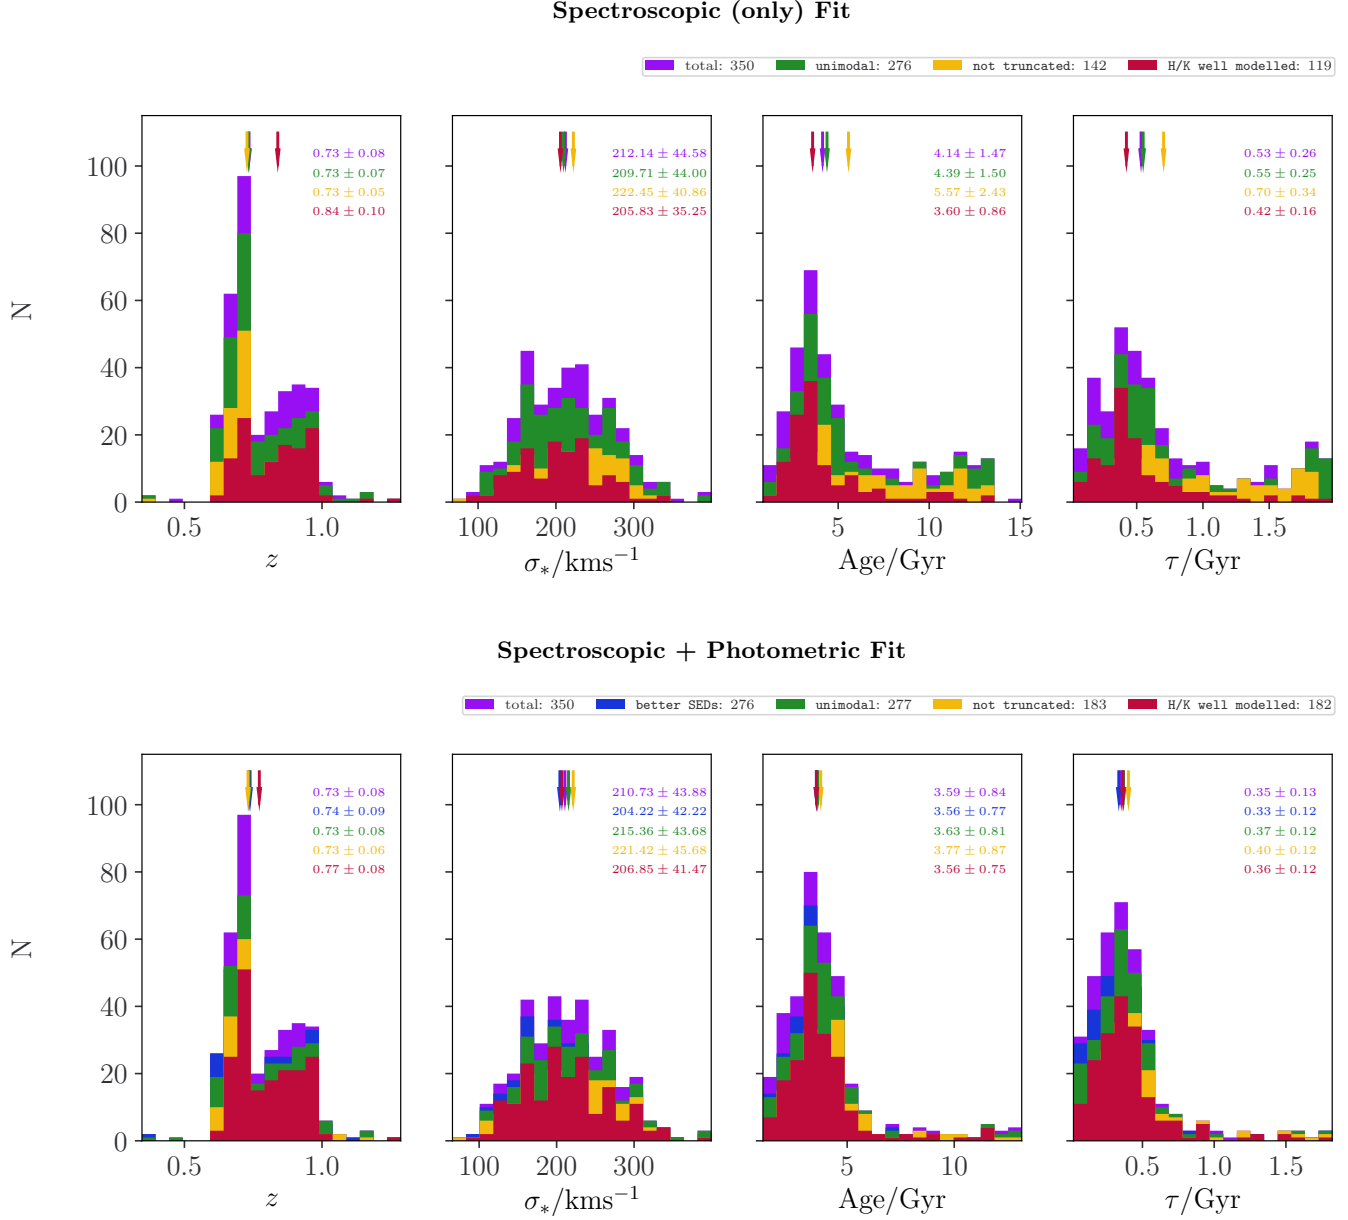 Spectroscopic (only) Fit
total: 350 unimodal: 276 not truncated: 142 H/K well modelled: 119
0.73 ± 0.08
0.73 ± 0.07
0.73 ± 0.05
0.84 ± 0.10
212.14 ± 44.58
209.71 ± 44.00
222.45 ± 40.86
205.83 ± 35.25
4.14 ± 1.47
4.39 ± 1.50
5.57 ± 2.43
3.60 ± 0.86
0.53 ± 0.26
0.55 ± 0.25
0.70 ± 0.34
0.42 ± 0.16
N
100
80
60
40
20
0
0.5 1.0
100 200 300
5 10 15
0.5 1.0 1.5
z
σ∗/kms⁻¹
Age/Gyr
τ/Gyr
Spectroscopic + Photometric Fit
total: 350 better SEDs: 276 unimodal: 277 not truncated: 183 H/K well modelled: 182
0.73 ± 0.08
0.74 ± 0.09
0.73 ± 0.08
0.73 ± 0.06
0.77 ± 0.08
210.73 ± 43.88
204.22 ± 42.22
215.36 ± 43.68
221.42 ± 45.68
206.85 ± 41.47
3.59 ± 0.84
3.56 ± 0.77
3.63 ± 0.81
3.77 ± 0.87
3.56 ± 0.75
0.35 ± 0.13
0.33 ± 0.12
0.37 ± 0.12
0.40 ± 0.12
0.36 ± 0.12
N
100
80
60
40
20
0
0.5 1.0
100 200 300
5 10
0.5 1.0 1.5
z
σ∗/kms⁻¹
Age/Gyr
τ/Gyr